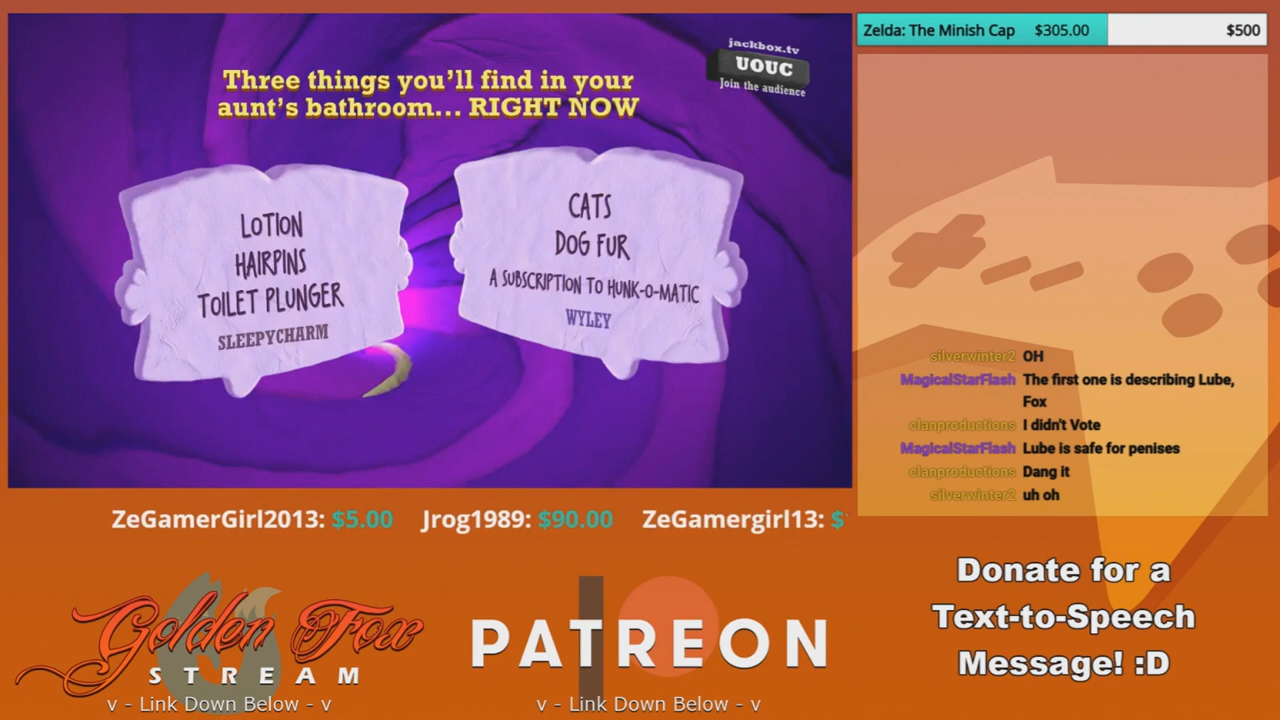 Three things you'll find in your
aunt's bathroom... RIGHT NOW
jackbox.tv
UOUC
Join the audience
LOTION
HAIRPINS
TOILET PLUNGER
SLEEPYCHARM
CATS
DOG FUR
A SUBSCRIPTION TO HUNK-O-MATIC
WYLEY
Zelda: The Minish Cap $305.00 $500
silverwinter2 OH
MagicalStarFlash The first one is describing Lube,
Fox
clanproductions I didn't Vote
MagicalStarFlash Lube is safe for penises
clanproductions Dang it
silverwinter2 uh oh
ZeGamerGirl2013: $5.00 Jrog1989: $90.00 ZeGamergirl13: $
Golden Fox
STREAM
v - Link Down Below - v
PATREON
v - Link Down Below - v
Donate for a
Text-to-Speech
Message! :D